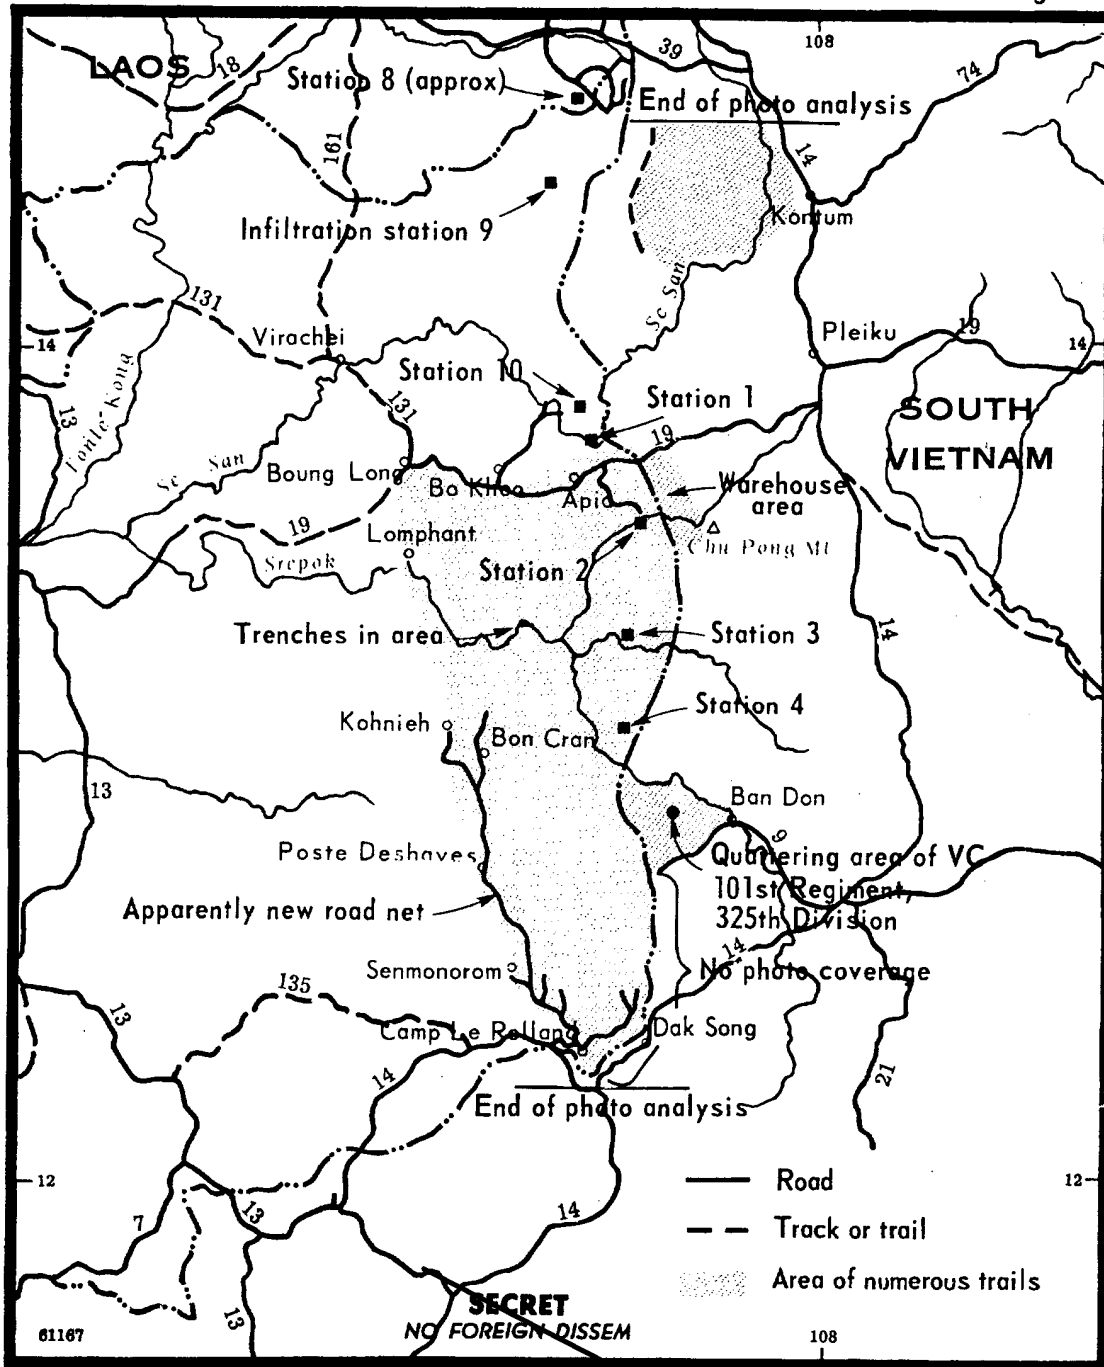 108
39
74
LAOS
18
Station 8 (approx)
End of photo analysis
161
14
Kontum
Infiltration station 9
Se San
131
Virachei
Pleiku
19
14
14
Station 10
131
Station 1
13
Tonle Kong
SOUTH
VIETNAM
19
Se San
Boung Long
Bo Kheo
Apia
Warehouse
area
19
Lomphant
Srepok
Chu Pong Mt
Station 2
Trenches in area
Station 3
14
Station 4
Kohnieh
Bon Cran
13
Ban Don
9
Poste Deshaves
Quartering area of VC
101st Regiment,
325th Division
Apparently new road net
14
No photo coverage
Senmonorom
135
13
Camp Le Rolland
Dak Song
14
21
End of photo analysis
12
12
Road
7
13
14
Track or trail
Area of numerous trails
13
SECRET
NO FOREIGN DISSEM
61167
108